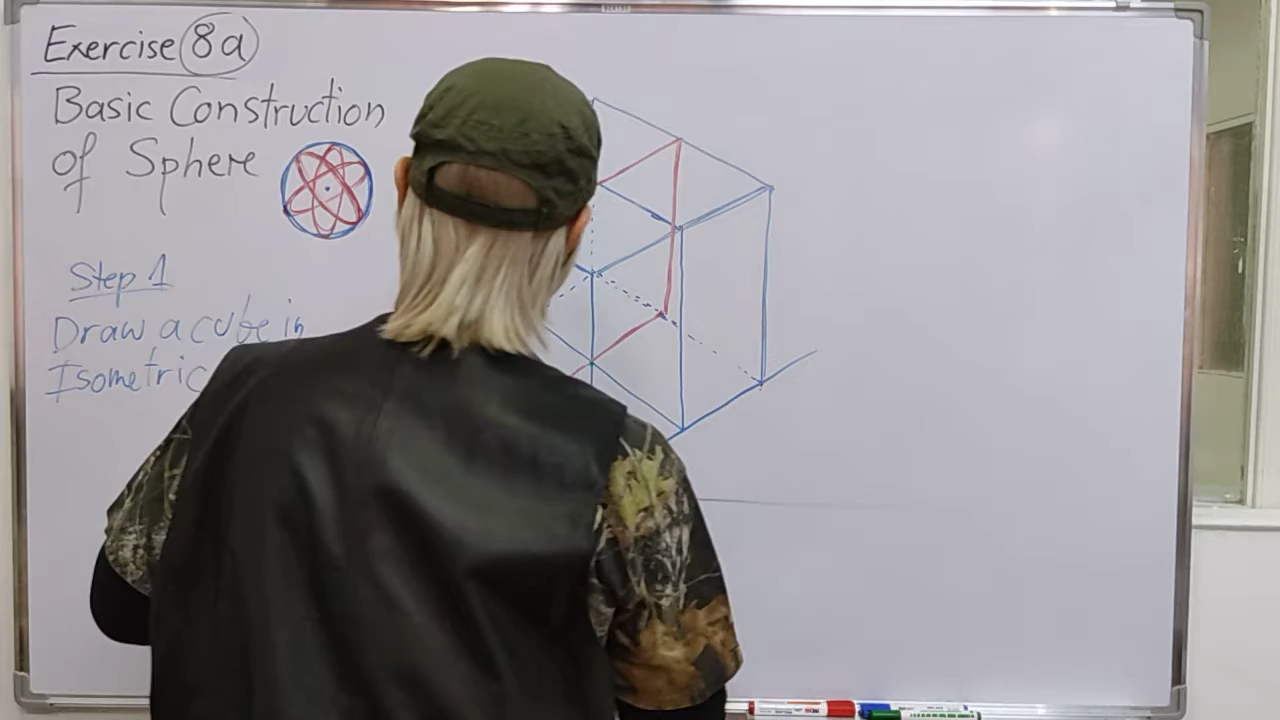 Exercise 8a
Basic Construction
of Sphere
Step 1
Draw a cube in
Isometric